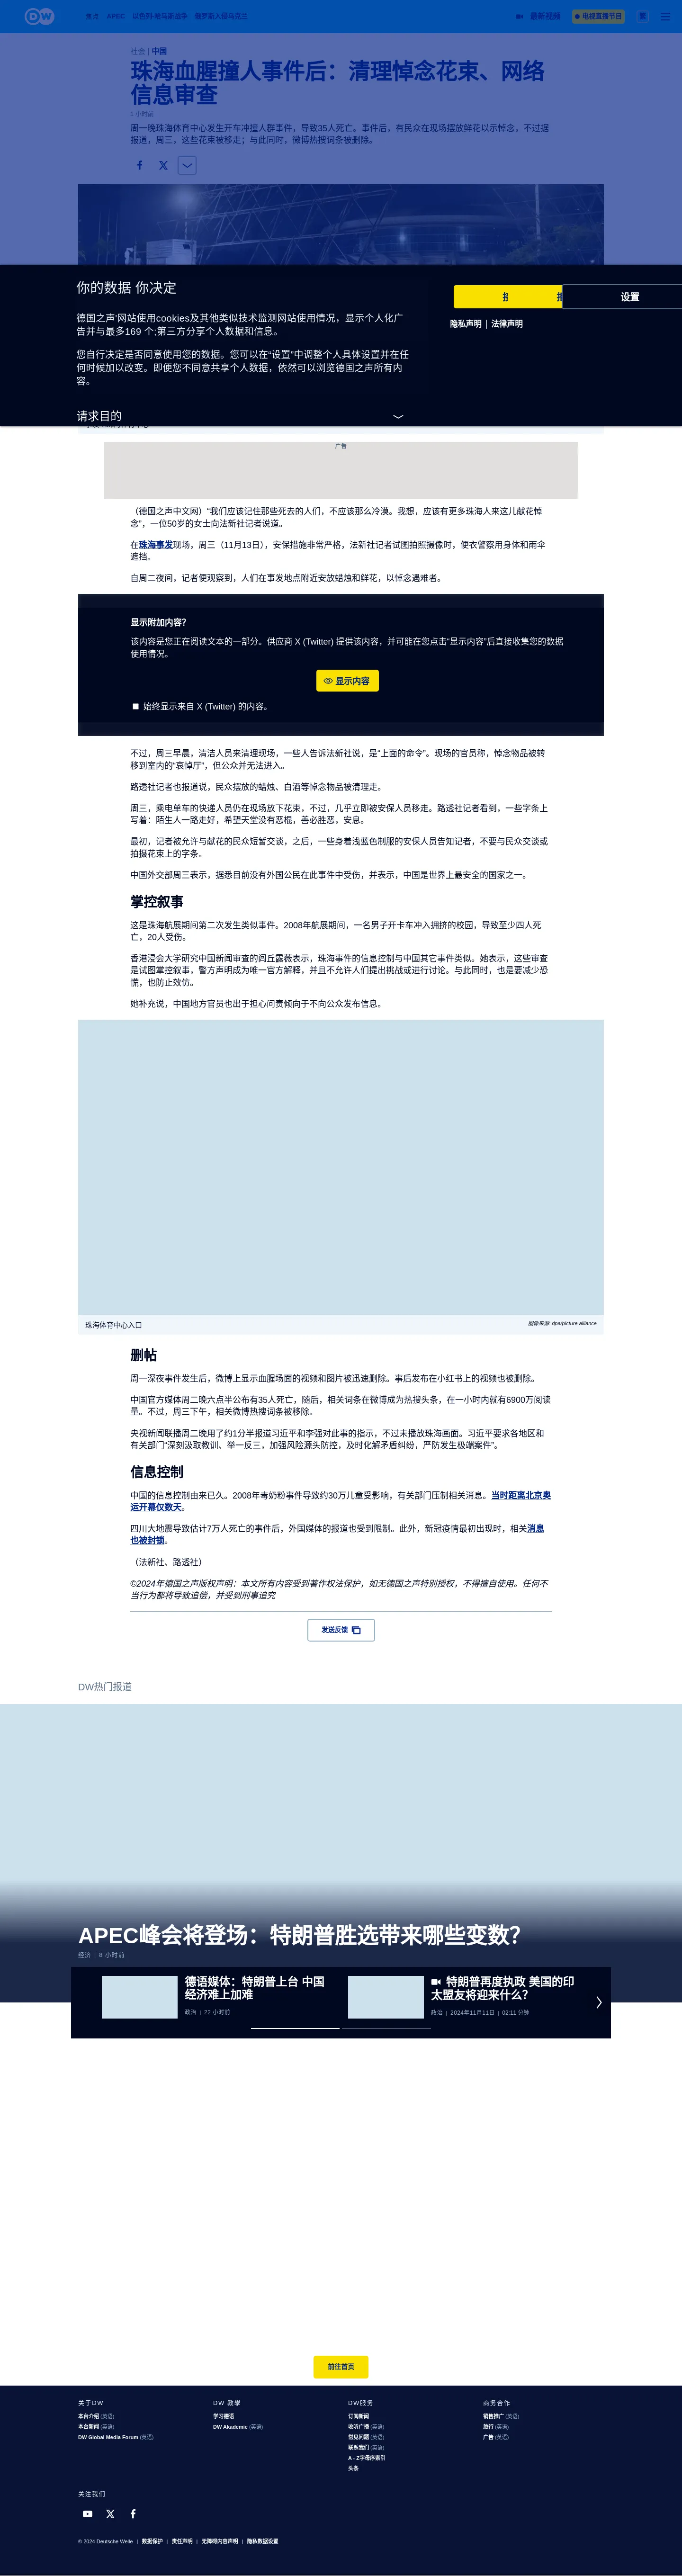 DW
焦点 APEC 以色列-哈马斯战争 俄罗斯入侵乌克兰
最新视频
电视直播节目
繁
社会 | 中国
珠海血腥撞人事件后：清理悼念花束、网络
信息审查
1 小时前
周一晚珠海体育中心发生开车冲撞人群事件，导致35人死亡。事件后，有民众在现场摆放鲜花以示悼念，不过据
报道，周三，这些花束被移走；与此同时，微博热搜词条被删除。
你的数据 你决定
设置
隐私声明 | 法律声明
德国之声'网站使用cookies及其他类似技术监测网站使用情况，显示个人化广
告并与最多169 个;第三方分享个人数据和信息。
您自行决定是否同意使用您的数据。您可以在“设置”中调整个人具体设置并在任
何时候加以改变。即便您不同意共享个人数据，依然可以浏览德国之声所有内
容。
请求目的
广告
（德国之声中文网）“我们应该记住那些死去的人们，不应该那么冷漠。我想，应该有更多珠海人来这儿献花悼
念”，一位50岁的女士向法新社记者说道。
在珠海事发现场，周三（11月13日），安保措施非常严格，法新社记者试图拍照摄像时，便衣警察用身体和雨伞
遮挡。
自周二夜间，记者便观察到，人们在事发地点附近安放蜡烛和鲜花，以悼念遇难者。
显示附加内容?
该内容是您正在阅读文本的一部分。供应商 X (Twitter) 提供该内容，并可能在您点击“显示内容”后直接收集您的数据
使用情况。
显示内容
始终显示来自 X (Twitter) 的内容。
不过，周三早晨，清洁人员来清理现场，一些人告诉法新社说，是“上面的命令”。现场的官员称，悼念物品被转
移到室内的“哀悼厅”，但公众并无法进入。
路透社记者也报道说，民众摆放的蜡烛、白酒等悼念物品被清理走。
周三，乘电单车的快递人员仍在现场放下花束，不过，几乎立即被安保人员移走。路透社记者看到，一些字条上
写着：陌生人一路走好，希望天堂没有恶棍，善必胜恶，安息。
最初，记者被允许与献花的民众短暂交谈，之后，一些身着浅蓝色制服的安保人员告知记者，不要与民众交谈或
拍摄花束上的字条。
中国外交部周三表示，据悉目前没有外国公民在此事件中受伤，并表示，中国是世界上最安全的国家之一。
掌控叙事
这是珠海航展期间第二次发生类似事件。2008年航展期间，一名男子开卡车冲入拥挤的校园，导致至少四人死
亡，20人受伤。
香港浸会大学研究中国新闻审查的闾丘露薇表示，珠海事件的信息控制与中国其它事件类似。她表示，这些审查
是试图掌控叙事，警方声明成为唯一官方解释，并且不允许人们提出挑战或进行讨论。与此同时，也是要减少恐
慌，也防止效仿。
她补充说，中国地方官员也出于担心问责倾向于不向公众发布信息。
珠海体育中心入口
图像来源: dpa/picture alliance
删帖
周一深夜事件发生后，微博上显示血腥场面的视频和图片被迅速删除。事后发布在小红书上的视频也被删除。
中国官方媒体周二晚六点半公布有35人死亡，随后，相关词条在微博成为热搜头条，在一小时内就有6900万阅读
量。不过，周三下午，相关微博热搜词条被移除。
央视新闻联播周二晚用了约1分半报道习近平和李强对此事的指示，不过未播放珠海画面。习近平要求各地区和
有关部门“深刻汲取教训、举一反三，加强风险源头防控，及时化解矛盾纠纷，严防发生极端案件”。
信息控制
中国的信息控制由来已久。2008年毒奶粉事件导致约30万儿童受影响，有关部门压制相关消息。当时距离北京奥
运开幕仅数天。
四川大地震导致估计7万人死亡的事件后，外国媒体的报道也受到限制。此外，新冠疫情最初出现时，相关消息
也被封锁。
（法新社、路透社）
©2024年德国之声版权声明：本文所有内容受到著作权法保护，如无德国之声特别授权，不得擅自使用。任何不
当行为都将导致追偿，并受到刑事追究
发送反馈
DW热门报道
APEC峰会将登场：特朗普胜选带来哪些变数？
经济 | 8 小时前
德语媒体：特朗普上台 中国
经济难上加难
政治 | 22 小时前
特朗普再度执政 美国的印
太盟友将迎来什么？
政治 | 2024年11月11日 | 02:11 分钟
前往首页
关于DW
本台介绍 (英语)
本台新闻 (英语)
DW Global Media Forum (英语)
DW 教學
学习德语
DW Akademie (英语)
DW服务
订阅新闻
收听广播 (英语)
常见问题 (英语)
联系我们 (英语)
A - Z字母序索引
头条
商务合作
销售推广 (英语)
旅行 (英语)
广告 (英语)
关注我们
© 2024 Deutsche Welle | 数据保护 | 责任声明 | 无障碍内容声明 | 隐私数据设置